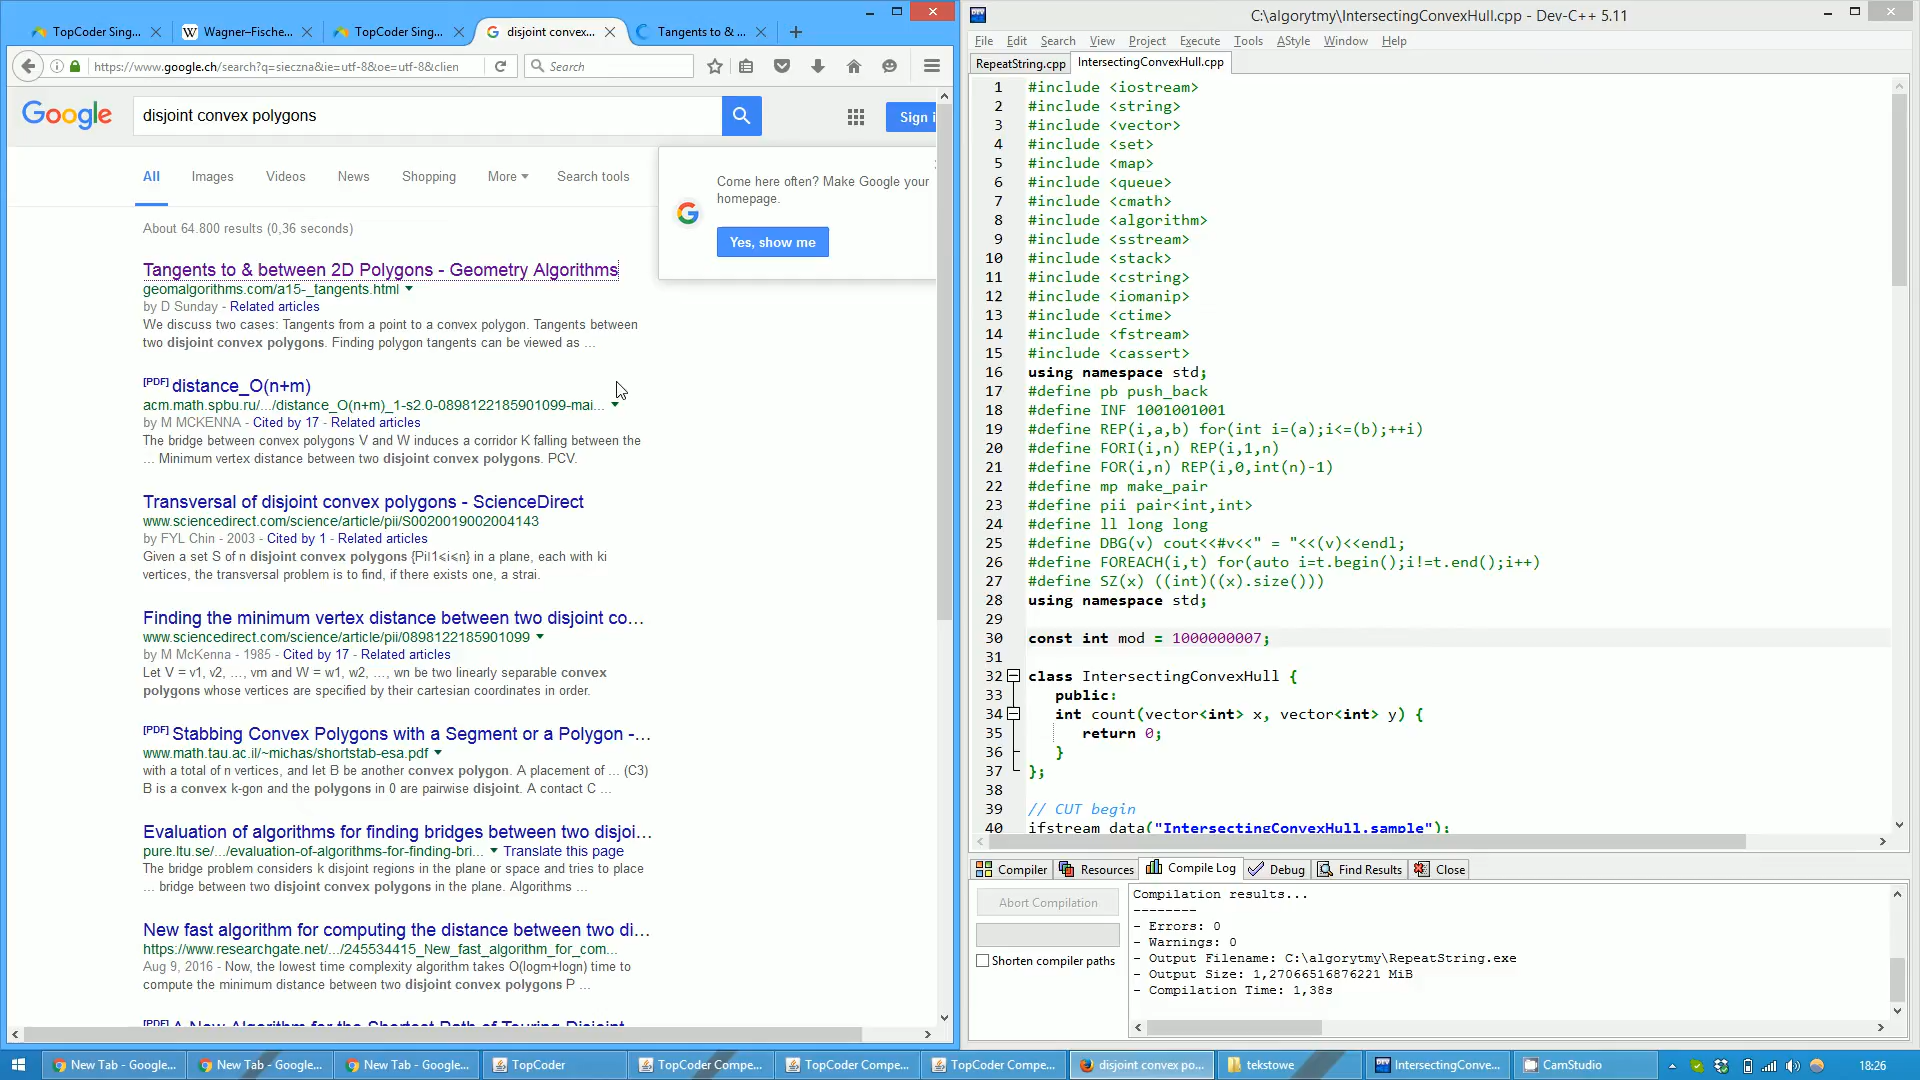 TopCoder Sing...
Wagner–Fische...
TopCoder Sing...
disjoint convex...
Tangents to & ...
https://www.google.ch/search?q=sieczna&ie=utf-8&oe=utf-8&clien
Search
Google
disjoint convex polygons
Sign i
All
Images
Videos
News
Shopping
More
Search tools
Come here often? Make Google your
homepage.
Yes, show me
About 64.800 results (0,36 seconds)
Tangents to & between 2D Polygons - Geometry Algorithms
geomalgorithms.com/a15-_tangents.html
by D Sunday - Related articles
We discuss two cases: Tangents from a point to a convex polygon. Tangents between
two disjoint convex polygons. Finding polygon tangents can be viewed as ...
[PDF] distance_O(n+m)
acm.math.spbu.ru/.../distance_O(n+m)_1-s2.0-0898122185901099-mai...
by M MCKENNA - Cited by 17 - Related articles
The bridge between convex polygons V and W induces a corridor K falling between the
... Minimum vertex distance between two disjoint convex polygons. PCV.
Transversal of disjoint convex polygons - ScienceDirect
www.sciencedirect.com/science/article/pii/S0020019002004143
by FYL Chin - 2003 - Cited by 1 - Related articles
Given a set S of n disjoint convex polygons {Pi|1⩽i⩽n} in a plane, each with ki
vertices, the transversal problem is to find, if there exists one, a strai.
Finding the minimum vertex distance between two disjoint co...
www.sciencedirect.com/science/article/pii/0898122185901099
by M McKenna - 1985 - Cited by 17 - Related articles
Let V = v1, v2, ..., vm and W = w1, w2, ..., wn be two linearly separable convex
polygons whose vertices are specified by their cartesian coordinates in order.
[PDF] Stabbing Convex Polygons with a Segment or a Polygon -...
www.math.tau.ac.il/~michas/shortstab-esa.pdf
with a total of n vertices, and let B be another convex polygon. A placement of ... (C3)
B is a convex k-gon and the polygons in 0 are pairwise disjoint. A contact C ...
Evaluation of algorithms for finding bridges between two disjoi...
pure.ltu.se/.../evaluation-of-algorithms-for-finding-bri... Translate this page
The bridge problem considers k disjoint regions in the plane or space and tries to place
... bridge between two disjoint convex polygons in the plane. Algorithms ...
New fast algorithm for computing the distance between two di...
https://www.researchgate.net/.../245534415_New_fast_algorithm_for_com...
Aug 9, 2016 - Now, the lowest time complexity algorithm takes O(logm+logn) time to
compute the minimum distance between two disjoint convex polygons P ...
[PDF] A New Algorithm for the Shortest Path of Touring Disjoint
C:\algorytmy\IntersectingConvexHull.cpp - Dev-C++ 5.11
File Edit Search View Project Execute Tools AStyle Window Help
RepeatString.cpp IntersectingConvexHull.cpp
1 #include <iostream>
2 #include <string>
3 #include <vector>
4 #include <set>
5 #include <map>
6 #include <queue>
7 #include <cmath>
8 #include <algorithm>
9 #include <sstream>
10 #include <stack>
11 #include <cstring>
12 #include <iomanip>
13 #include <ctime>
14 #include <fstream>
15 #include <cassert>
16 using namespace std;
17 #define pb push_back
18 #define INF 1001001001
19 #define REP(i,a,b) for(int i=(a);i<=(b);++i)
20 #define FORI(i,n) REP(i,1,n)
21 #define FOR(i,n) REP(i,0,int(n)-1)
22 #define mp make_pair
23 #define pii pair<int,int>
24 #define ll long long
25 #define DBG(v) cout<<#v<<" = "<<(v)<<endl;
26 #define FOREACH(i,t) for(auto i=t.begin();i!=t.end();i++)
27 #define SZ(x) ((int)((x).size()))
28 using namespace std;
29
30 const int mod = 1000000007;
31
32 class IntersectingConvexHull {
33 public:
34 int count(vector<int> x, vector<int> y) {
35 return 0;
36 }
37 };
38
39 // CUT begin
40 ifstream data("IntersectingConvexHull.sample");
Compiler Resources Compile Log Debug Find Results Close
Abort Compilation
Shorten compiler paths
Compilation results...
--------
- Errors: 0
- Warnings: 0
- Output Filename: C:\algorytmy\RepeatString.exe
- Output Size: 1,27066516876221 MiB
- Compilation Time: 1,38s
New Tab - Google...
New Tab - Google...
New Tab - Google...
TopCoder
TopCoder Compe...
TopCoder Compe...
TopCoder Compe...
disjoint convex po...
tekstowe
IntersectingConve...
CamStudio
18:26